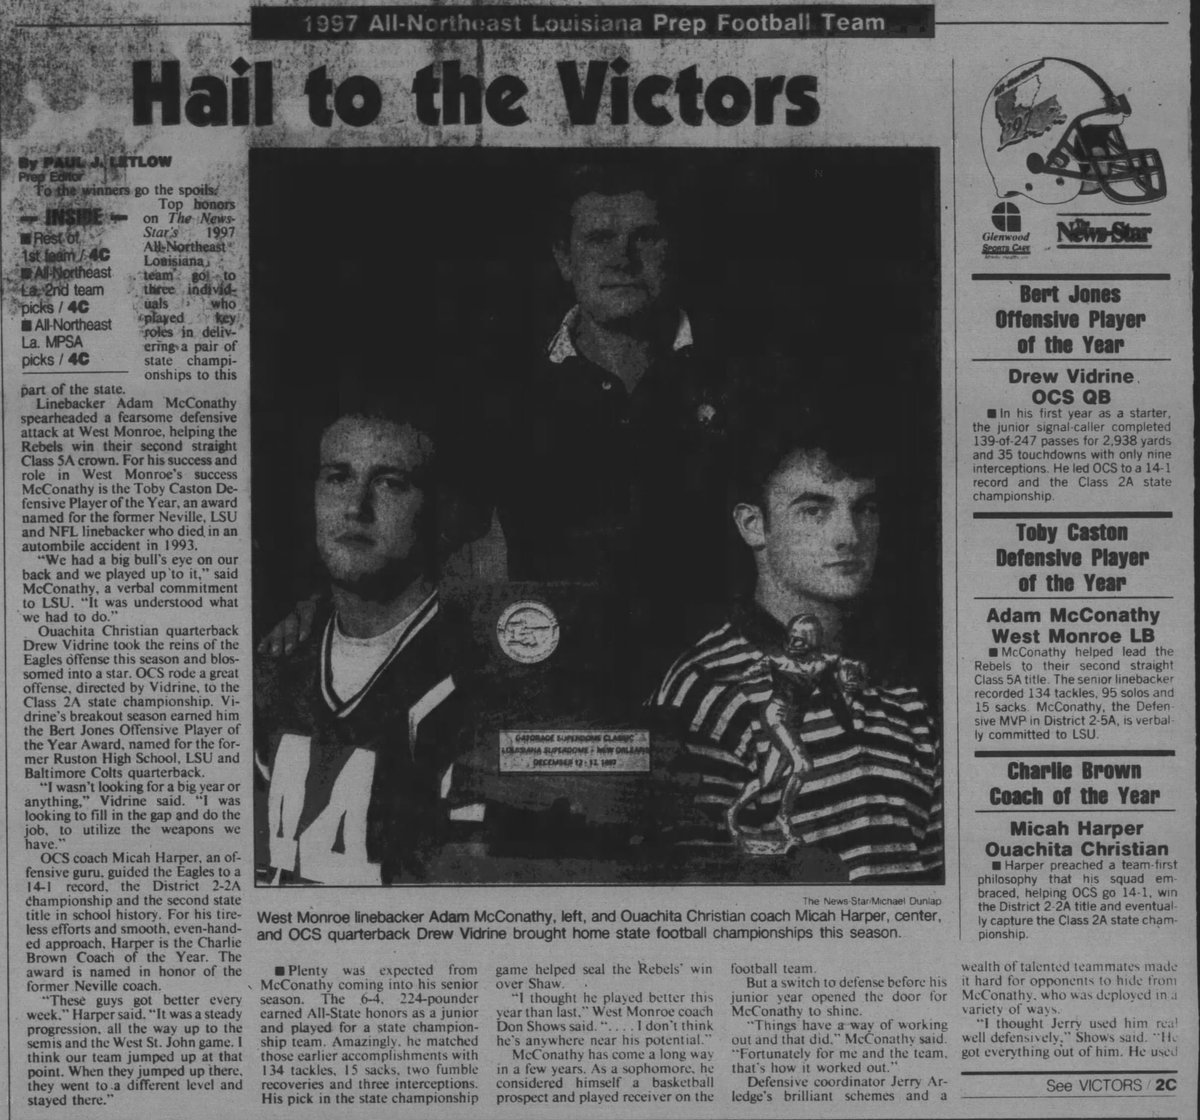 1997 All-Northeast Louisiana Prep Football Team
Hail to the Victors
By PAUL J. LETLOW
Prep Editor
To the winners go the spoils.
Top honors
on The News-
Star's 1997
All-Northeast
Louisiana
team go to
three individ-
uals who
played key
roles in deliv-
ering a pair of
state champi-
onships to this
part of the state.
INSIDE
■ Rest of
1st team / 4C
■ All-Northeast
La. 2nd team
picks / 4C
■ All-Northeast
La. MPSA
picks / 4C
Linebacker Adam McConathy
spearheaded a fearsome defensive
attack at West Monroe, helping the
Rebels win their second straight
Class 5A crown. For his success and
role in West Monroe's success
McConathy is the Toby Caston De-
fensive Player of the Year, an award
named for the former Neville, LSU
and NFL linebacker who died in an
autombile accident in 1993.
"We had a big bull's eye on our
back and we played up to it," said
McConathy, a verbal commitment
to LSU. "It was understood what
we had to do."
Ouachita Christian quarterback
Drew Vidrine took the reins of the
Eagles offense this season and blos-
somed into a star. OCS rode a great
offense, directed by Vidrine, to the
Class 2A state championship. Vi-
drine's breakout season earned him
the Bert Jones Offensive Player of
the Year Award, named for the for-
mer Ruston High School, LSU and
Baltimore Colts quarterback.
"I wasn't looking for a big year or
anything," Vidrine said. "I was
looking to fill in the gap and do the
job, to utilize the weapons we
have."
OCS coach Micah Harper, an of-
fensive guru, guided the Eagles to a
14-1 record, the District 2-2A
championship and the second state
title in school history. For his tire-
less efforts and smooth, even-hand-
ed approach, Harper is the Charlie
Brown Coach of the Year. The
award is named in honor of the
former Neville coach.
"These guys got better every
week," Harper said. "It was a steady
progression, all the way up to the
semis and the West St. John game. I
think our team jumped up at that
point. When they jumped up there,
they went to a different level and
stayed there."
GATORADE SUPERDOME CLASSIC
LOUISIANA SUPERDOME - NEW ORLEANS
DECEMBER 12 - 13, 1997
44
The News-Star/Michael Dunlap
West Monroe linebacker Adam McConathy, left, and Ouachita Christian coach Micah Harper, center,
and OCS quarterback Drew Vidrine brought home state football championships this season.
■ Plenty was expected from
McConathy coming into his senior
season. The 6-4, 224-pounder
earned All-State honors as a junior
and played for a state champion-
ship team. Amazingly, he matched
those earlier accomplishments with
134 tackles, 15 sacks, two fumble
recoveries and three interceptions.
His pick in the state championship
game helped seal the Rebels' win
over Shaw.
"I thought he played better this
year than last," West Monroe coach
Don Shows said. ". . . . I don't think
he's anywhere near his potential."
McConathy has come a long way
in a few years. As a sophomore, he
considered himself a basketball
prospect and played receiver on the
football team.
But a switch to defense before his
junior year opened the door for
McConathy to shine.
"Things have a way of working
out and that did," McConathy said.
"Fortunately for me and the team,
that's how it worked out."
Defensive coordinator Jerry Ar-
ledge's brilliant schemes and a
wealth of talented teammates made
it hard for opponents to hide from
McConathy, who was deployed in a
variety of ways.
"I thought Jerry used him real
well defensively," Shows said. "He
got everything out of him. He used
See VICTORS / 2C
97
Glenwood
SPORTS CARE
The News-Star
Bert Jones
Offensive Player
of the Year
Drew Vidrine
OCS QB
■ In his first year as a starter,
the junior signal-caller completed
139-of-247 passes for 2,938 yards
and 35 touchdowns with only nine
interceptions. He led OCS to a 14-1
record and the Class 2A state
championship.
Toby Caston
Defensive Player
of the Year
Adam McConathy
West Monroe LB
■ McConathy helped lead the
Rebels to their second straight
Class 5A title. The senior linebacker
recorded 134 tackles, 95 solos and
15 sacks. McConathy, the Defen-
sive MVP in District 2-5A, is verbal-
ly committed to LSU.
Charlie Brown
Coach of the Year
Micah Harper
Ouachita Christian
■ Harper preached a team-first
philosophy that his squad em-
braced, helping OCS go 14-1, win
the District 2-2A title and eventual-
ly capture the Class 2A state cham-
pionship.